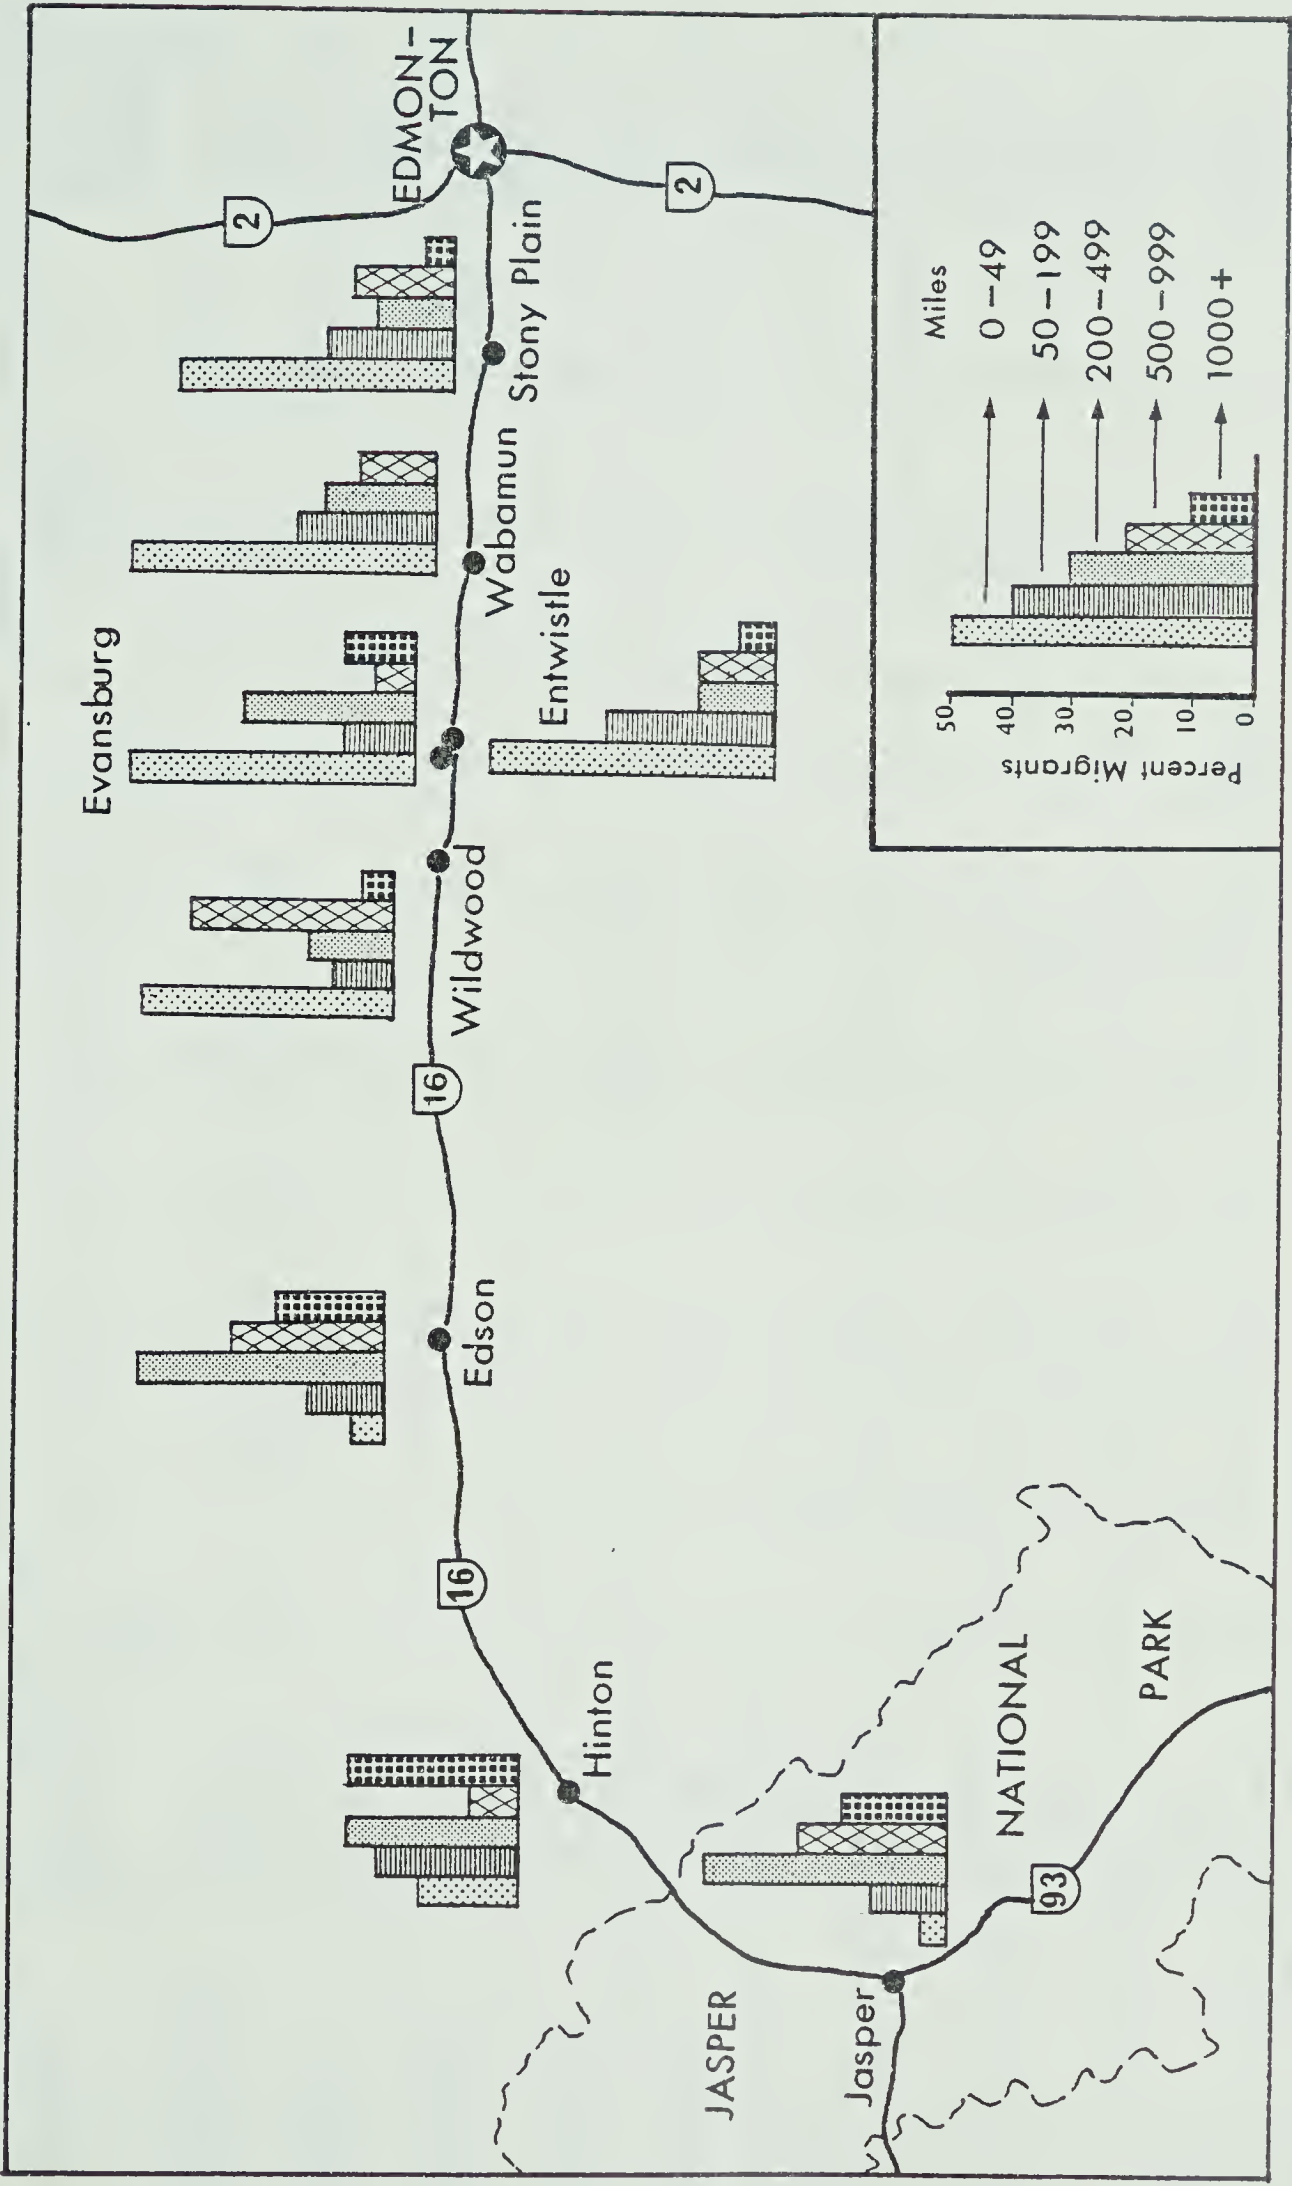 EDMON-
TON
2
2
Stony Plain
Wabamun
Evansburg
Entwistle
Wildwood
16
Edson
16
Hinton
JASPER
NATIONAL
PARK
Jasper
93
Miles
0-49
50-199
200-499
500-999
1000+
Percent Migrants
50
40
30
20
10
0